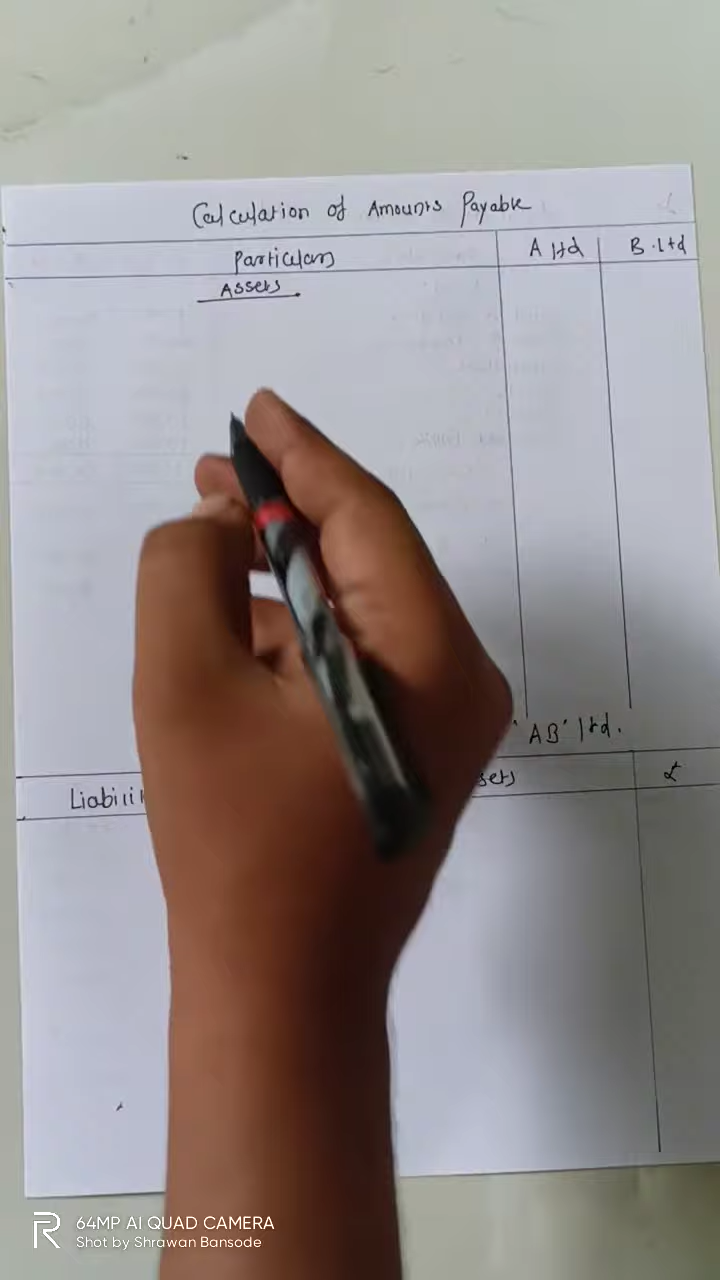 Calculation of Amounts Payable
Particulars A Ltd B. Ltd
Assets
'AB' Ltd.
Liabili sets ₹
R 64MP AI QUAD CAMERA
Shot by Shrawan Bansode